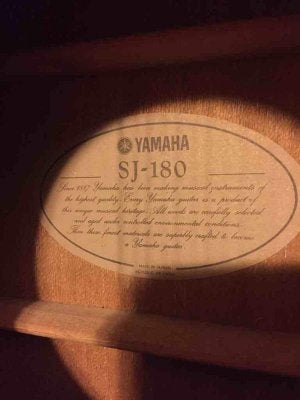 YAMAHA
SJ-180
Since 1887 Yamaha has been making musical instruments of
the highest quality. Every Yamaha guitar is a product of
this unique musical heritage. All woods are carefully selected
and aged under controlled environmental conditions.
Then these finest materials are superbly crafted to become
a Yamaha guitar.
MADE IN TAIWAN